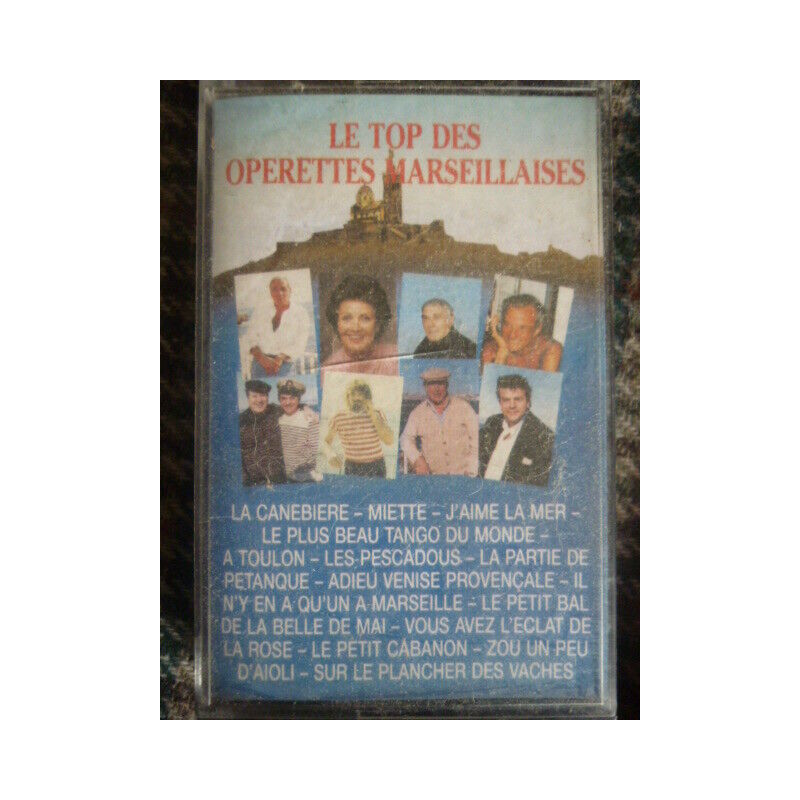 LE TOP DES
OPERETTES MARSEILLAISES
LA CANEBIERE – MIETTE – J'AIME LA MER –
LE PLUS BEAU TANGO DU MONDE –
A TOULON – LES PESCADOUS – LA PARTIE DE
PETANQUE – ADIEU VENISE PROVENÇALE – IL
N'Y EN A QU'UN A MARSEILLE – LE PETIT BAL
DE LA BELLE DE MAI – VOUS AVEZ L'ECLAT DE
LA ROSE – LE PETIT CABANON – ZOU UN PEU
D'AIOLI – SUR LE PLANCHER DES VACHES